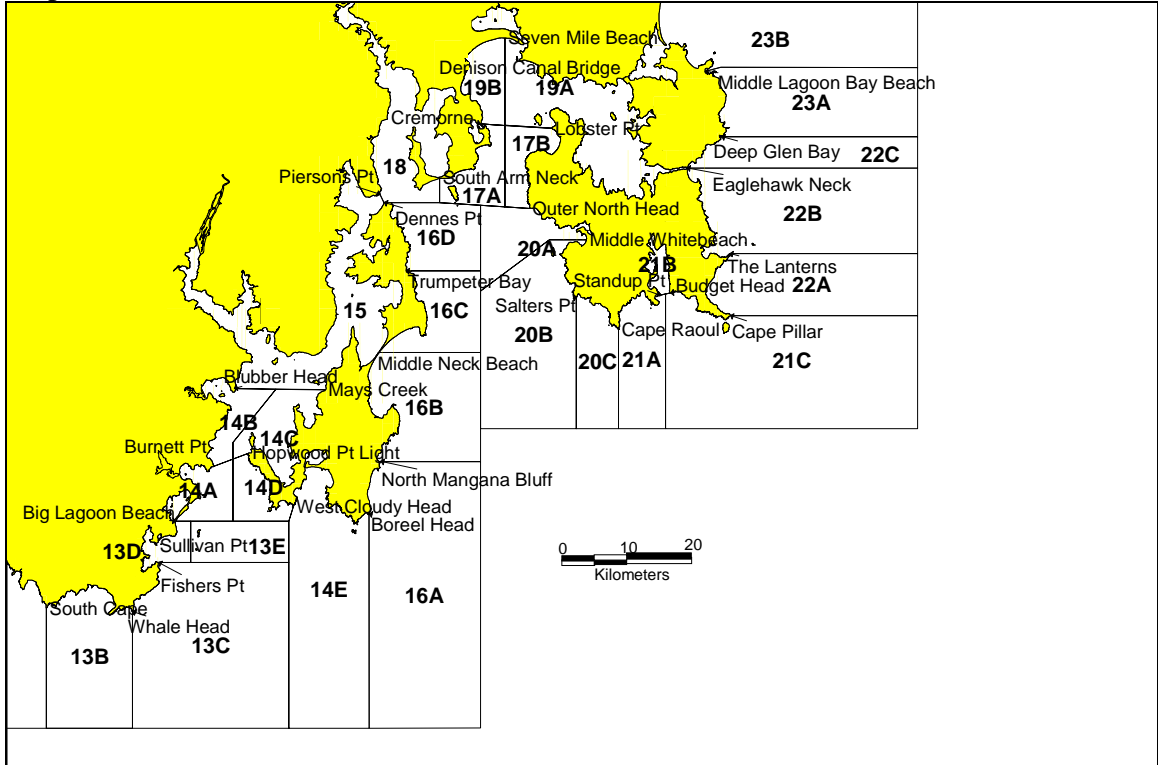 Seven Mile Beach
23B
Denison Canal Bridge
19B
19A
Middle Lagoon Bay Beach
23A
Cremorne
Lobster Pt
17B
Deep Glen Bay
22C
18
Piersons Pt
South Arm Neck
17A
Eaglehawk Neck
Outer North Head
22B
Dennes Pt
16D
20A
Middle Whitebeach
21B
The Lanterns
Trumpeter Bay
Standup Pt
Budget Head
22A
16C
15
Salters Pt
20B
Cape Raoul
Cape Pillar
20C
21A
21C
Middle Neck Beach
Blubber Head
Mays Creek
16B
14B
14C
Burnett Pt
Hopwood Pt Light
North Mangana Bluff
14A
14D
West Cloudy Head
Big Lagoon Beach
Boreel Head
13D
Sullivan Pt
13E
0 10 20
Kilometers
Fishers Pt
14E
16A
South Cape
Whale Head
13C
13B